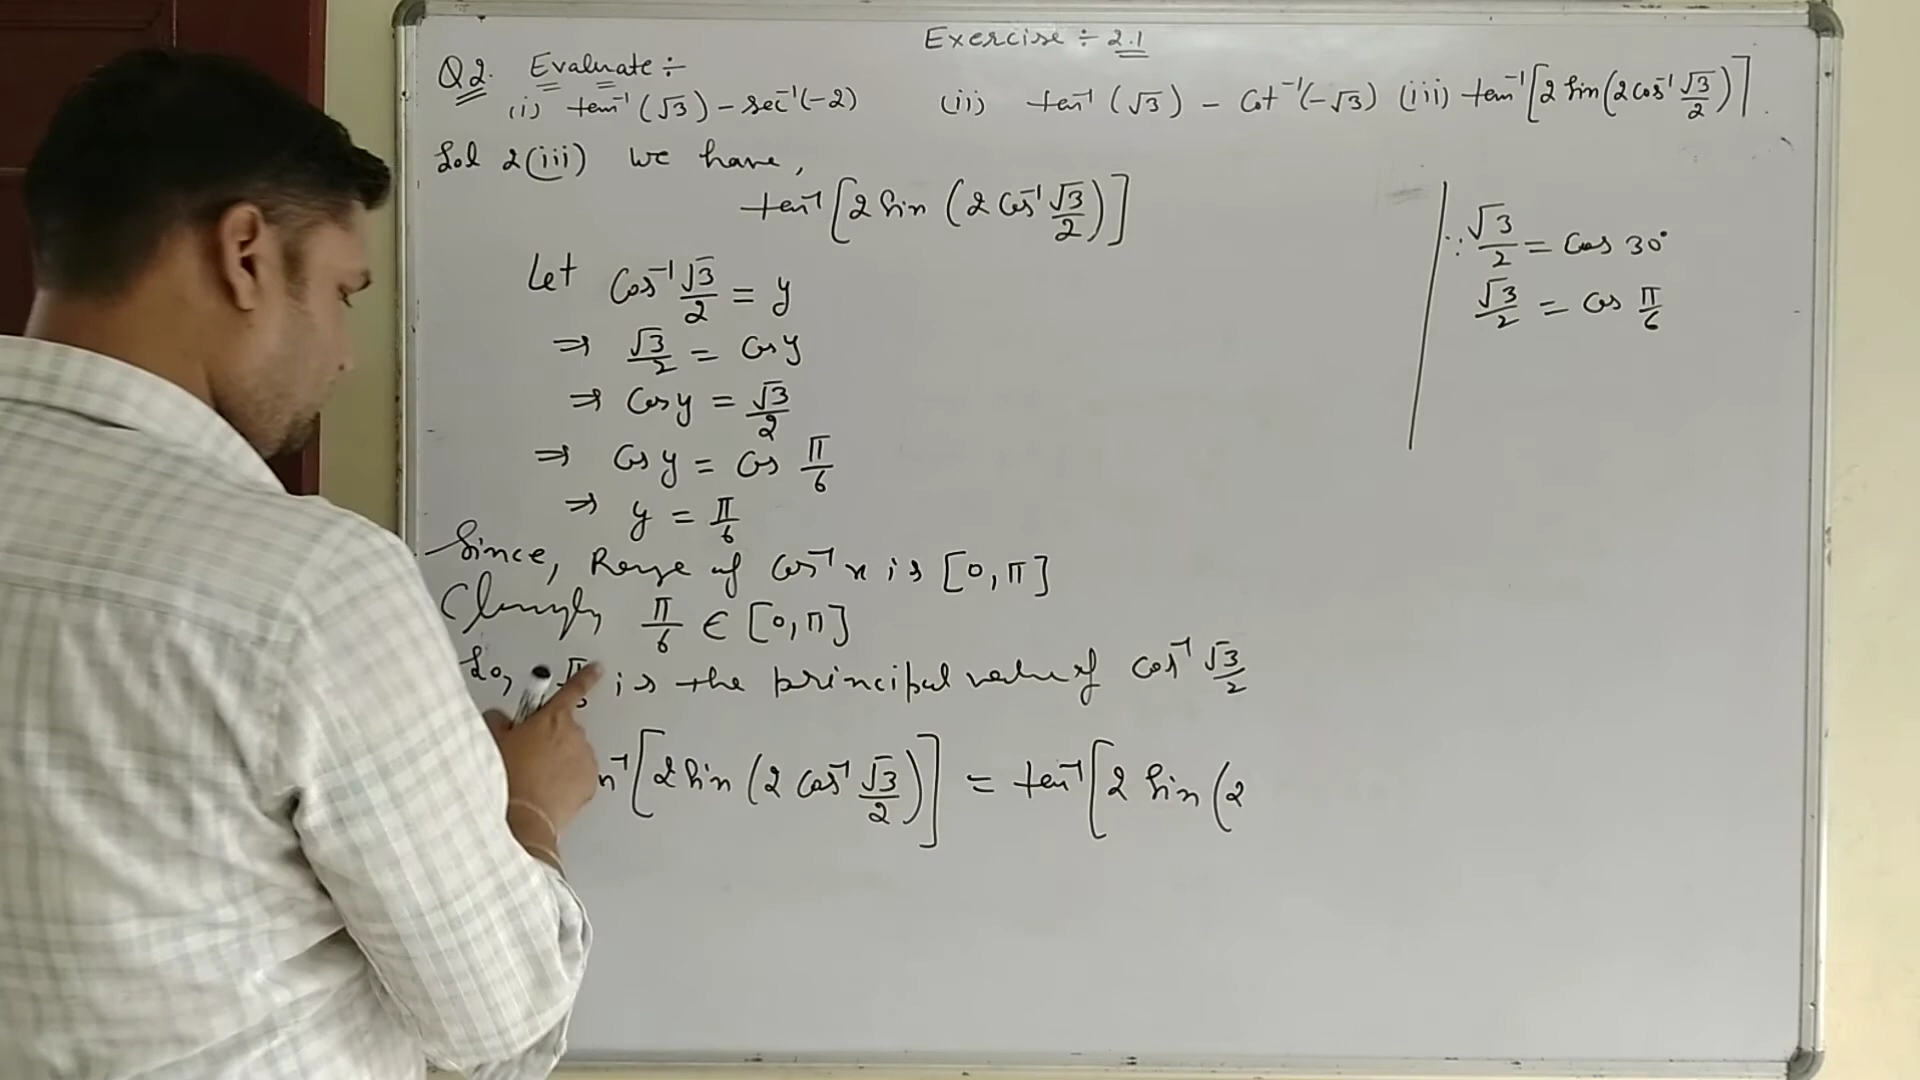 Exercise ÷ 2.1
Q2. Evaluate ÷
(i) tan⁻¹(√3) – sec⁻¹(–2) (ii) tan⁻¹(√3) – Cot⁻¹(–√3) (iii) tan⁻¹[2 Sin(2 cos⁻¹ √3/2)]
Sol 2(iii) We have,
tan⁻¹[2 Sin (2 Cos⁻¹ √3/2)]
Let Cos⁻¹ √3/2 = y
⇒ √3/2 = Cos y
⇒ Cos y = √3/2
⇒ Cos y = Cos π/6
⇒ y = π/6
Since, Range of Cos⁻¹x is [0, π]
Clearly π/6 ∈ [0, π]
So, is the principal value of Cos⁻¹ √3/2
n⁻¹[2 Sin (2 Cos⁻¹ √3/2)] = tan⁻¹[2 Sin (2
∵ √3/2 = Cos 30°
√3/2 = Cos π/6